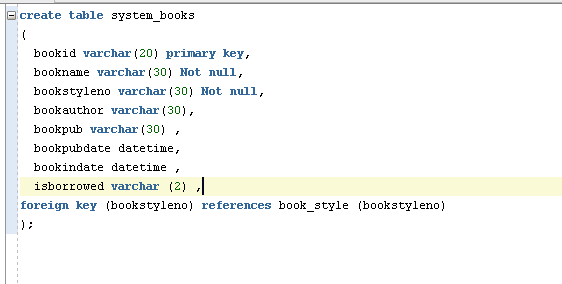 create table system_books
(
bookid varchar(20) primary key,
bookname varchar(30) Not null,
bookstyleno varchar(30) Not null,
bookauthor varchar(30),
bookpub varchar(30) ,
bookpubdate datetime,
bookindate datetime ,
isborrowed varchar (2) ,
foreign key (bookstyleno) references book_style (bookstyleno)
);